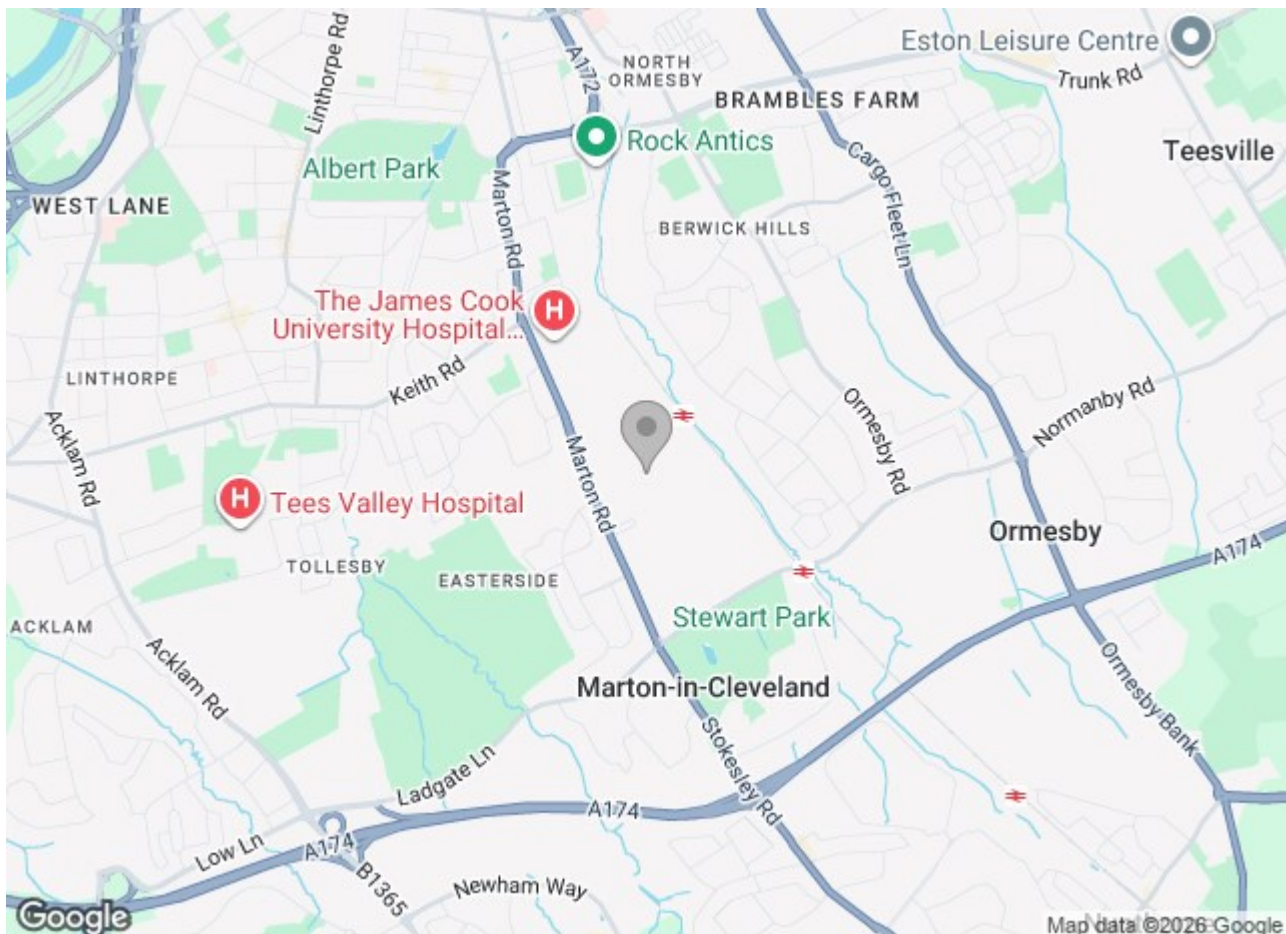 Eston Leisure Centre
A172
NORTH
ORMESBY
Trunk Rd
Linthorpe Rd
BRAMBLES FARM
Rock Antics
Teesville
Albert Park
Cargo Fleet Ln
WEST LANE
Marton Rd
BERWICK HILLS
The James Cook
University Hospital...
H
LINTHORPE
Keith Rd
Normanby Rd
Ormesby Rd
Acklam Rd
Marton Rd
H
Tees Valley Hospital
Ormesby
A174
TOLLESBY
EASTERSIDE
Stewart Park
ACKLAM
Acklam Rd
Marton-in-Cleveland
Ormesby Bank
Stokesley Rd
Ladgate Ln
A174
Low Ln
A174
B1365
Newham Way
Google
Map data ©2026 Google